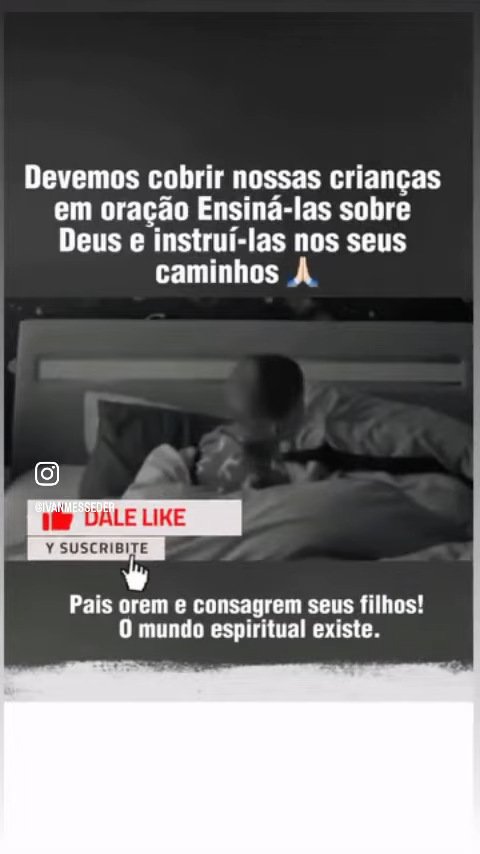 Devemos cobrir nossas crianças
em oração Ensiná-las sobre
Deus e instruí-las nos seus
caminhos 🙏🏻
@IVANMESSEDER
DALE LIKE
Y SUSCRIBITE
Pais orem e consagrem seus filhos!
O mundo espiritual existe.